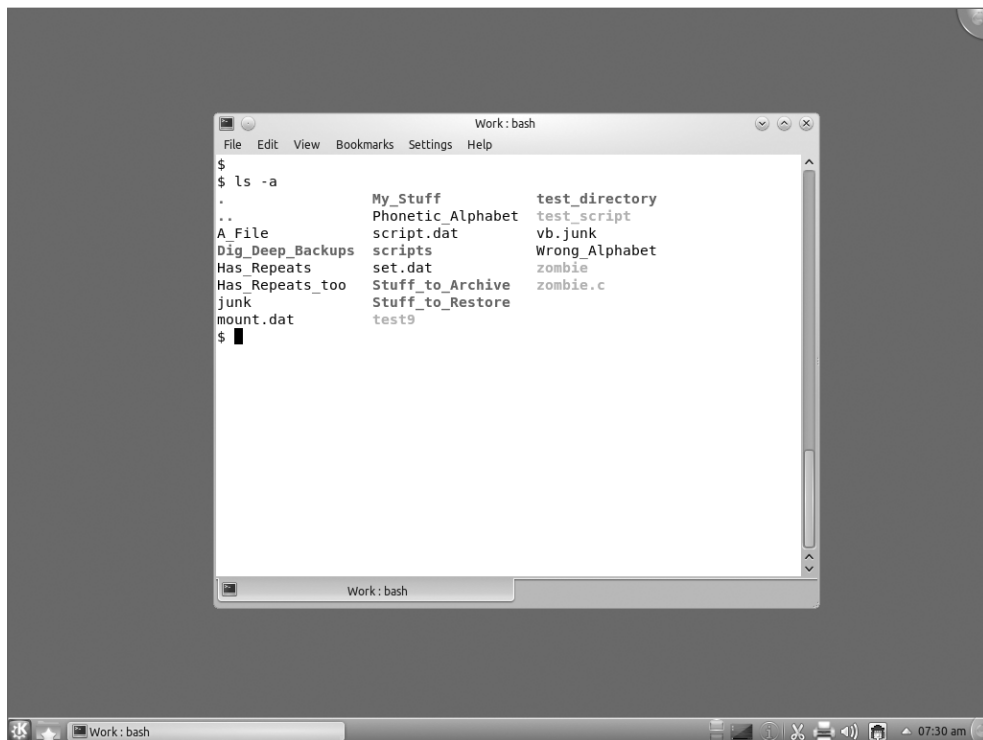 Work : bash
File Edit View Bookmarks Settings Help
$
$ ls -a
. My_Stuff test_directory
.. Phonetic_Alphabet test_script
A_File script.dat vb.junk
Dig_Deep_Backups scripts Wrong_Alphabet
Has_Repeats set.dat zombie
Has_Repeats_too Stuff_to_Archive zombie.c
junk Stuff_to_Restore
mount.dat test9
$
Work : bash
Work : bash 07:30 am